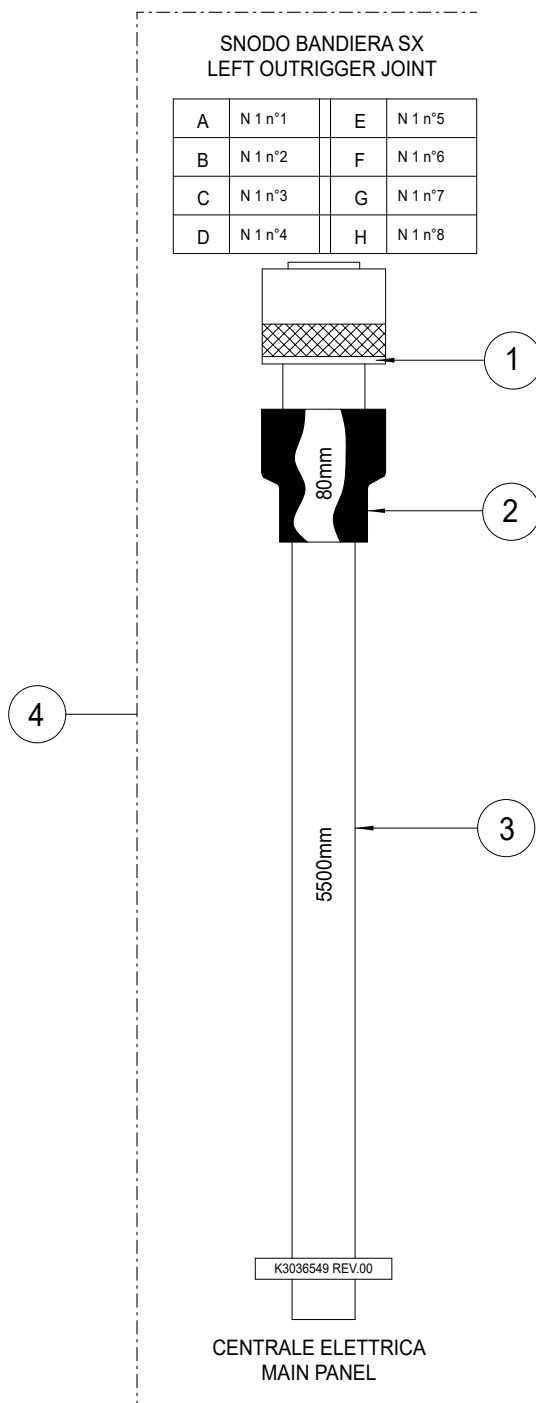 SNODO BANDIERA SX
LEFT OUTRIGGER JOINT
A N 1 n°1 E N 1 n°5
B N 1 n°2 F N 1 n°6
C N 1 n°3 G N 1 n°7
D N 1 n°4 H N 1 n°8
1
80mm
2
4
3
5500mm
K3036549 REV.00
CENTRALE ELETTRICA
MAIN PANEL